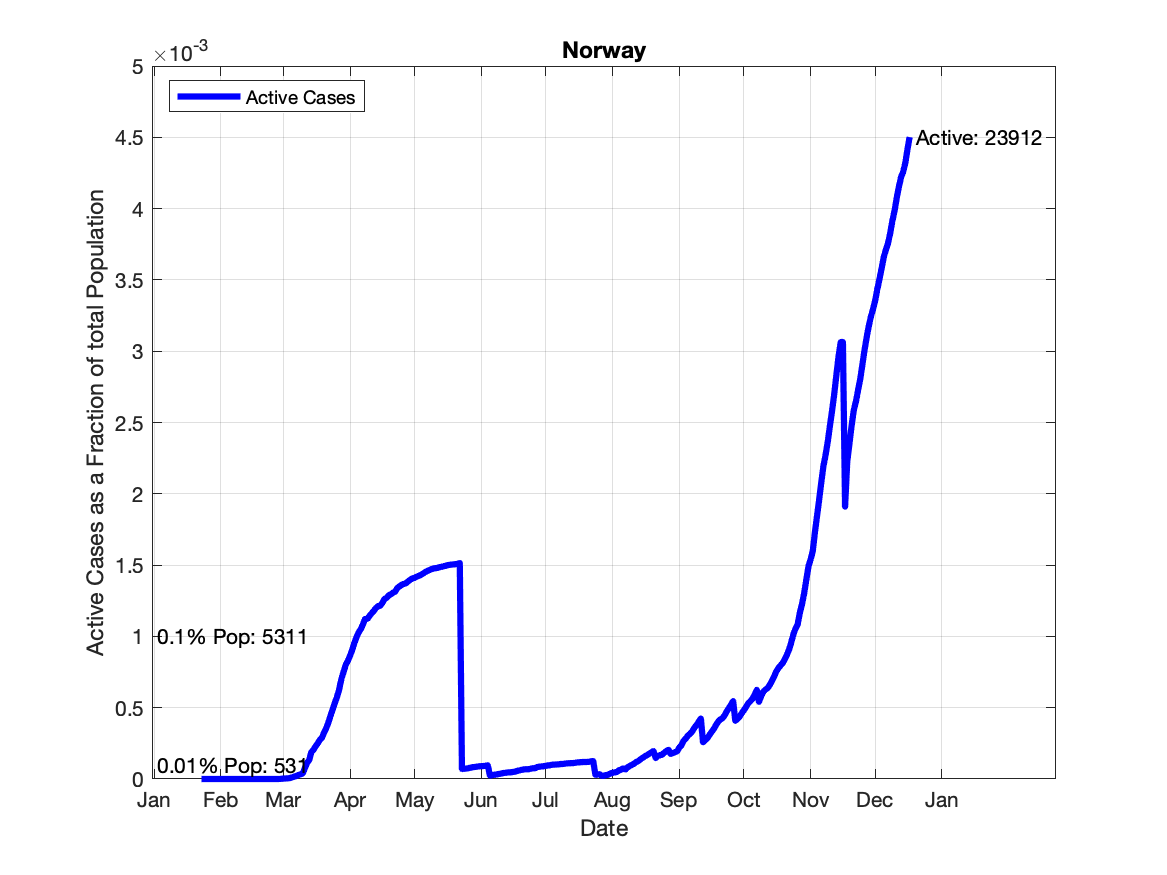 Norway
×10-3
5
Active Cases
4.5
Active: 23912
4
3.5
3
2.5
2
1.5
1
0.1% Pop: 5311
0.5
0.01% Pop: 531
0
Active Cases as a Fraction of total Population
Jan Feb Mar Apr May Jun Jul Aug Sep Oct Nov Dec Jan
Date